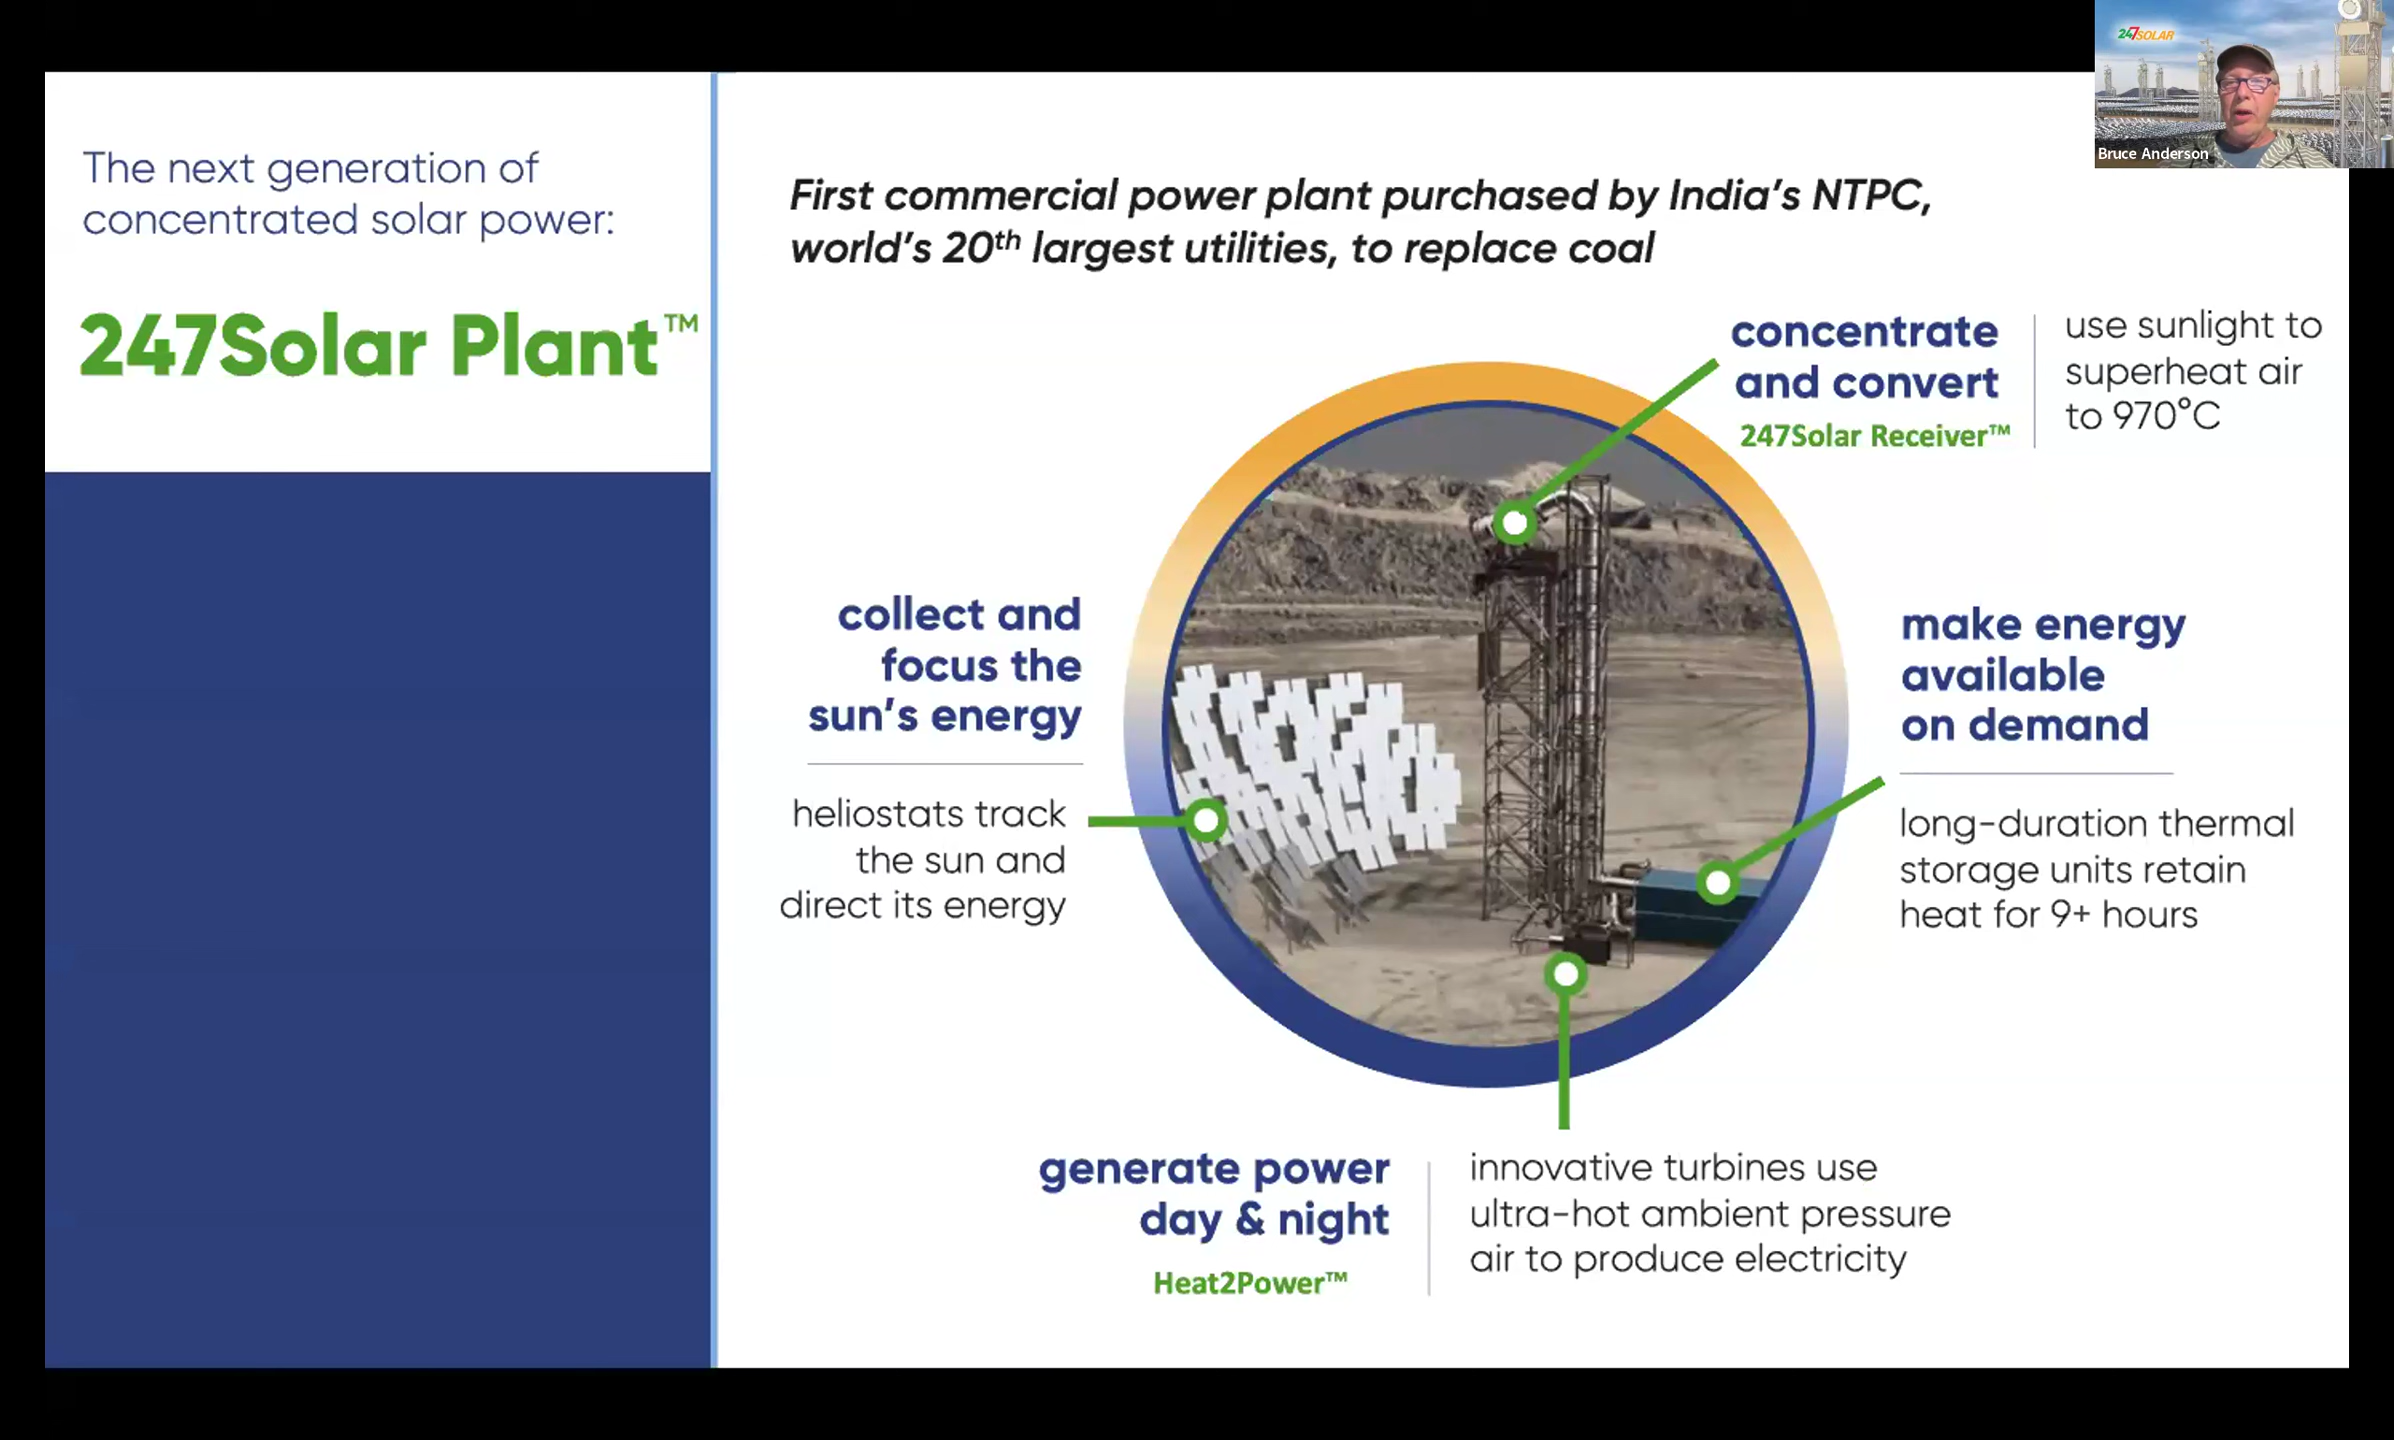 The next generation of
concentrated solar power:
247Solar Plant™
First commercial power plant purchased by India's NTPC,
world's 20th largest utilities, to replace coal
concentrate
and convert
247Solar Receiver™
use sunlight to
superheat air
to 970°C
collect and
focus the
sun's energy
heliostats track
the sun and
direct its energy
make energy
available
on demand
long-duration thermal
storage units retain
heat for 9+ hours
generate power
day & night
Heat2Power™
innovative turbines use
ultra-hot ambient pressure
air to produce electricity
247SOLAR
Bruce Anderson